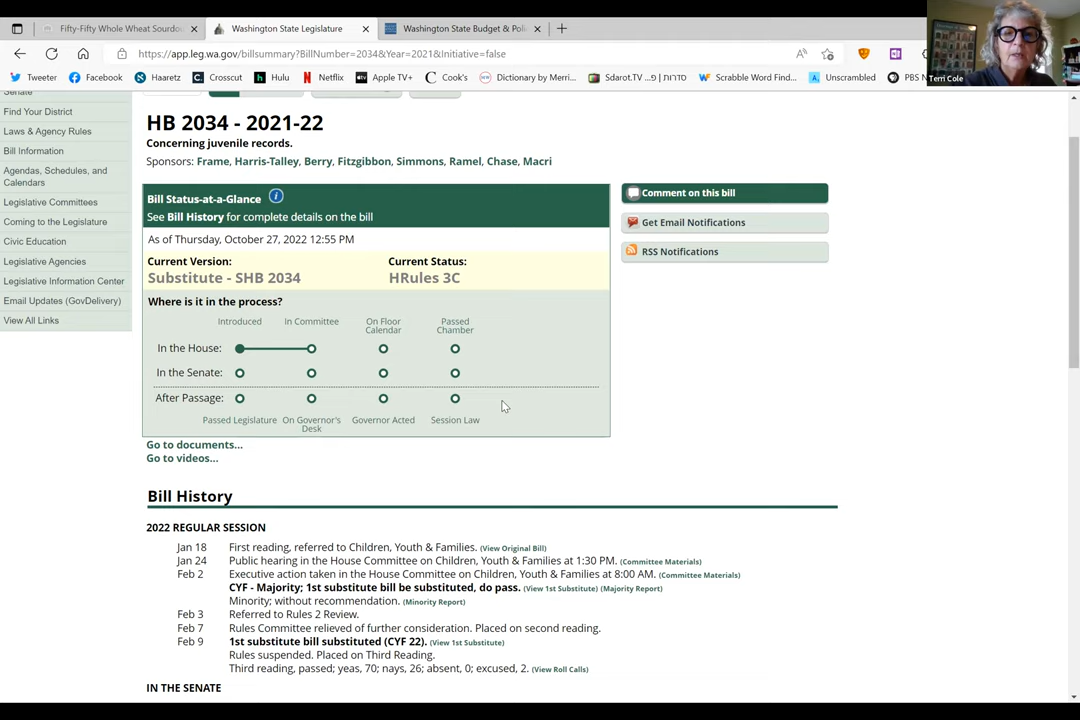 Fifty-Fifty Whole Wheat Sourdou
Washington State Legislature
Washington State Budget & Poli
https://app.leg.wa.gov/billsummary?BillNumber=2034&Year=2021&Initiative=false
Terri Cole
Tweeter
Facebook
Haaretz
Crosscut
Hulu
Netflix
Apple TV+
Cook's
Dictionary by Merri...
Sdarot.TV סדרות | פ...
Scrabble Word Find...
Unscrambled
PBS N
Senate
Find Your District
Laws & Agency Rules
Bill Information
Agendas, Schedules, and
Calendars
Legislative Committees
Coming to the Legislature
Civic Education
Legislative Agencies
Legislative Information Center
Email Updates (GovDelivery)
View All Links
HB 2034 - 2021-22
Concerning juvenile records.
Sponsors: Frame, Harris-Talley, Berry, Fitzgibbon, Simmons, Ramel, Chase, Macri
Bill Status-at-a-Glance
See Bill History for complete details on the bill
As of Thursday, October 27, 2022 12:55 PM
Current Version: Current Status:
Substitute - SHB 2034 HRules 3C
Where is it in the process?
Introduced In Committee On Floor Calendar Passed Chamber
In the House:
In the Senate:
After Passage:
Passed Legislature On Governor's Desk Governor Acted Session Law
Comment on this bill
Get Email Notifications
RSS Notifications
Go to documents...
Go to videos...
Bill History
2022 REGULAR SESSION
Jan 18 First reading, referred to Children, Youth & Families. (View Original Bill)
Jan 24 Public hearing in the House Committee on Children, Youth & Families at 1:30 PM. (Committee Materials)
Feb 2 Executive action taken in the House Committee on Children, Youth & Families at 8:00 AM. (Committee Materials)
CYF - Majority; 1st substitute bill be substituted, do pass. (View 1st Substitute) (Majority Report)
Minority; without recommendation. (Minority Report)
Feb 3 Referred to Rules 2 Review.
Feb 7 Rules Committee relieved of further consideration. Placed on second reading.
Feb 9 1st substitute bill substituted (CYF 22). (View 1st Substitute)
Rules suspended. Placed on Third Reading.
Third reading, passed; yeas, 70; nays, 26; absent, 0; excused, 2. (View Roll Calls)
IN THE SENATE